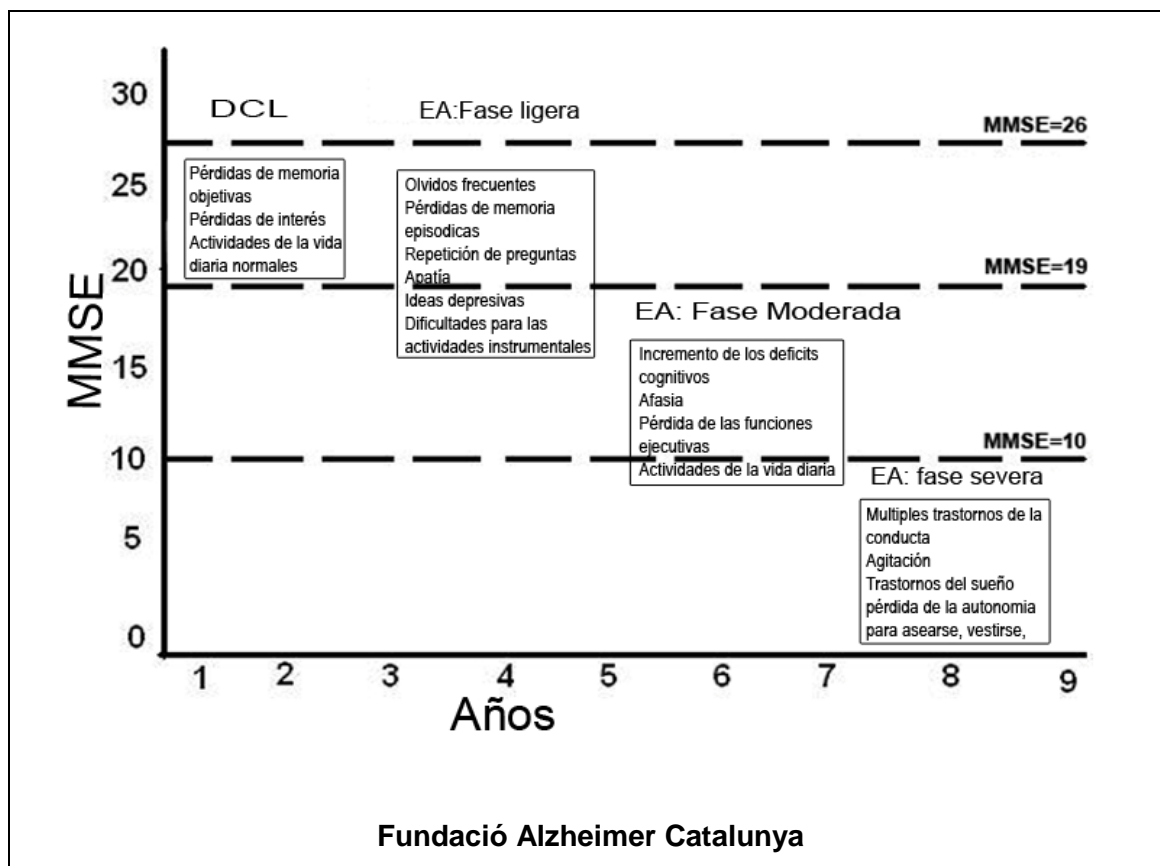 30
DCL
EA:Fase ligera
MMSE=26
25
Pérdidas de memoria
objetivas
Pérdidas de interés
Actividades de la vida
diaria normales
Olvidos frecuentes
Pérdidas de memoria
episodicas
Repetición de preguntas
Apatía
Ideas depresivas
Dificultades para las
actividades instrumentales
20
MMSE=19
MMSE
EA: Fase Moderada
15
Incremento de los deficits
cognitivos
Afasia
Pérdida de las funciones
ejecutivas
Actividades de la vida diaria
10
MMSE=10
EA: fase severa
5
Multiples trastornos de la
conducta
Agitación
Trastornos del sueño
pérdida de la autonomia
para asearse, vestirse,
0
1 2 3 4 5 6 7 8 9
Años
Fundació Alzheimer Catalunya